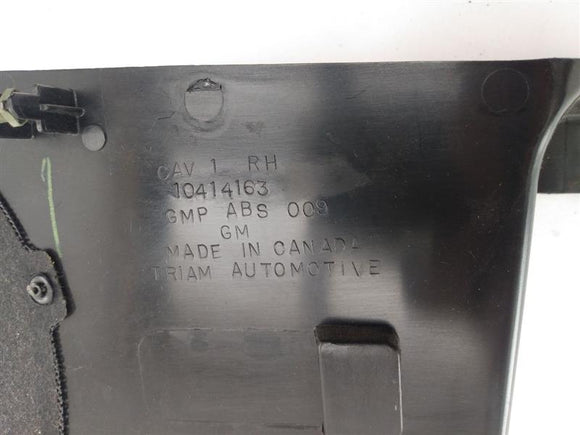 CAV 1 RH
10414163
GMP ABS 009
GM
MADE IN CANADA
TRIAM AUTOMOTIVE